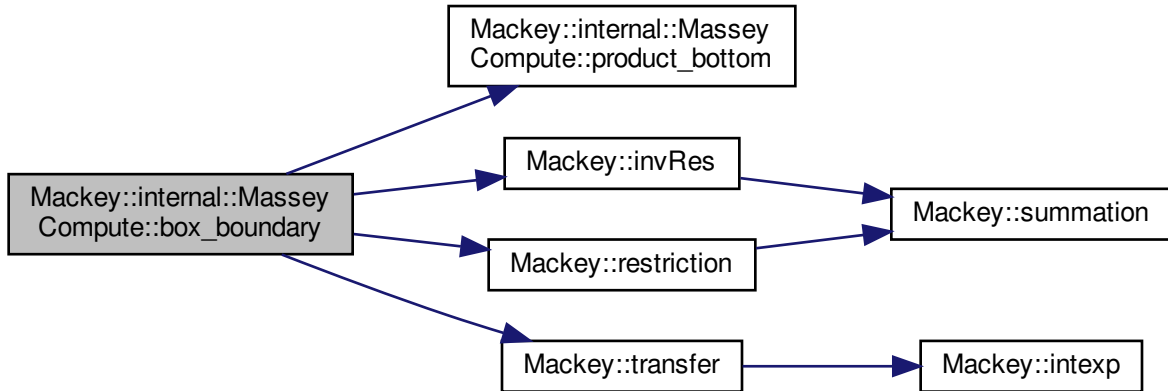 Mackey::internal::Massey
Compute::product_bottom
Mackey::internal::Massey
Compute::box_boundary
Mackey::invRes
Mackey::restriction
Mackey::summation
Mackey::transfer
Mackey::intexp